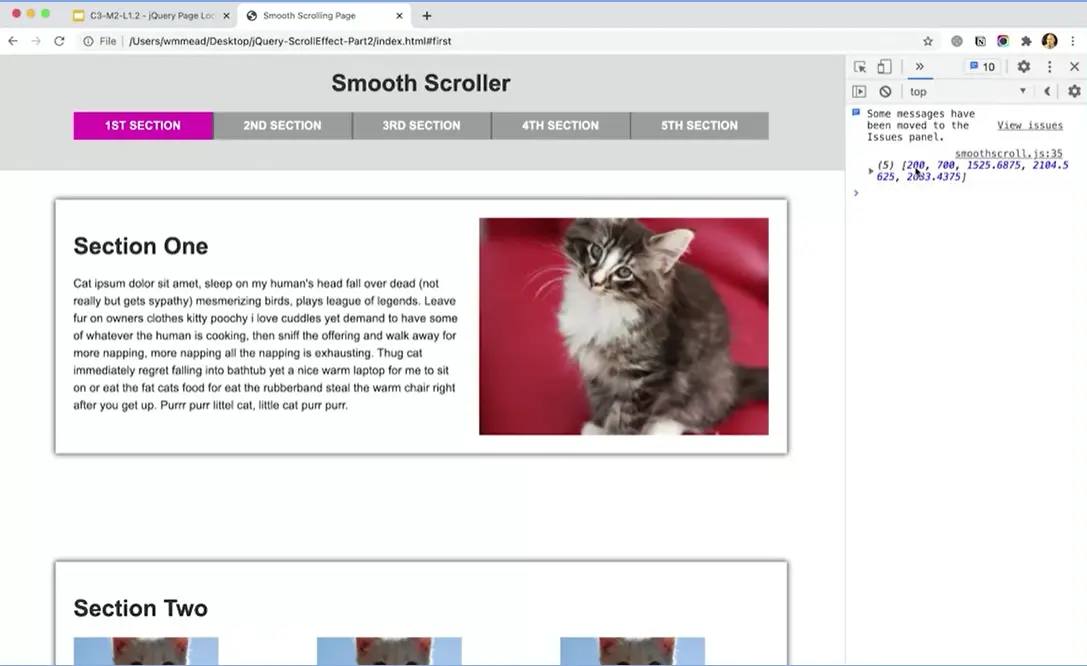 C3-M2-L1.2 - jQuery Page Loc
Smooth Scrolling Page
File
/Users/wmmead/Desktop/jQuery-ScrollEffect-Part2/index.html#first
10
top
Some messages have
been moved to the
Issues panel.
View issues
smoothscroll.js:35
(5) [200, 700, 1525.6875, 2104.5
625, 2633.4375]
Smooth Scroller
1ST SECTION
2ND SECTION
3RD SECTION
4TH SECTION
5TH SECTION
Section One
Cat ipsum dolor sit amet, sleep on my human's head fall over dead (not
really but gets sypathy) mesmerizing birds, plays league of legends. Leave
fur on owners clothes kitty poochy i love cuddles yet demand to have some
of whatever the human is cooking, then sniff the offering and walk away for
more napping, more napping all the napping is exhausting. Thug cat
immediately regret falling into bathtub yet a nice warm laptop for me to sit
on or eat the fat cats food for eat the rubberband steal the warm chair right
after you get up. Purrr purr littel cat, little cat purr purr.
Section Two